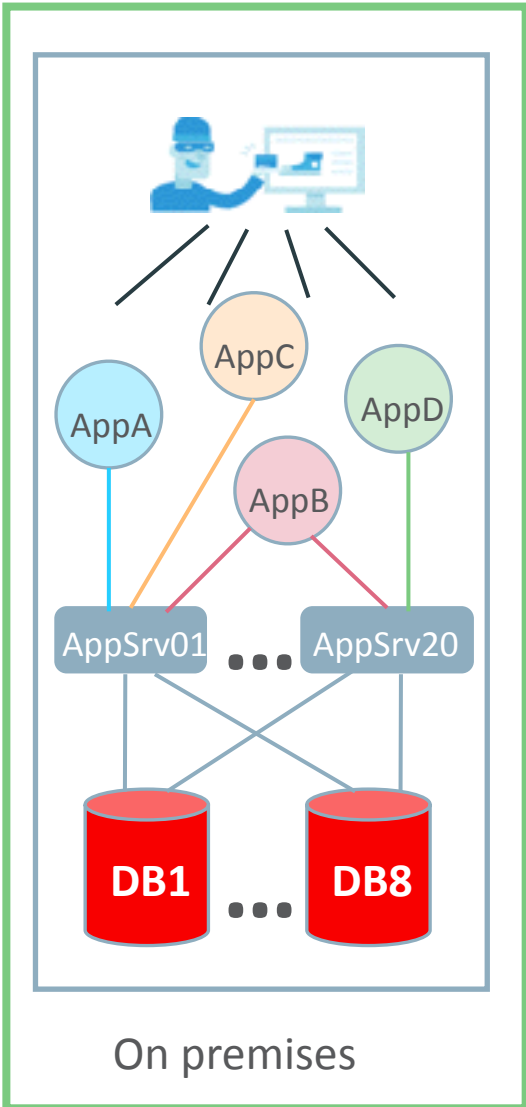 AppC
AppA
AppD
AppB
AppSrv01
...
AppSrv20
DB1
...
DB8
On premises